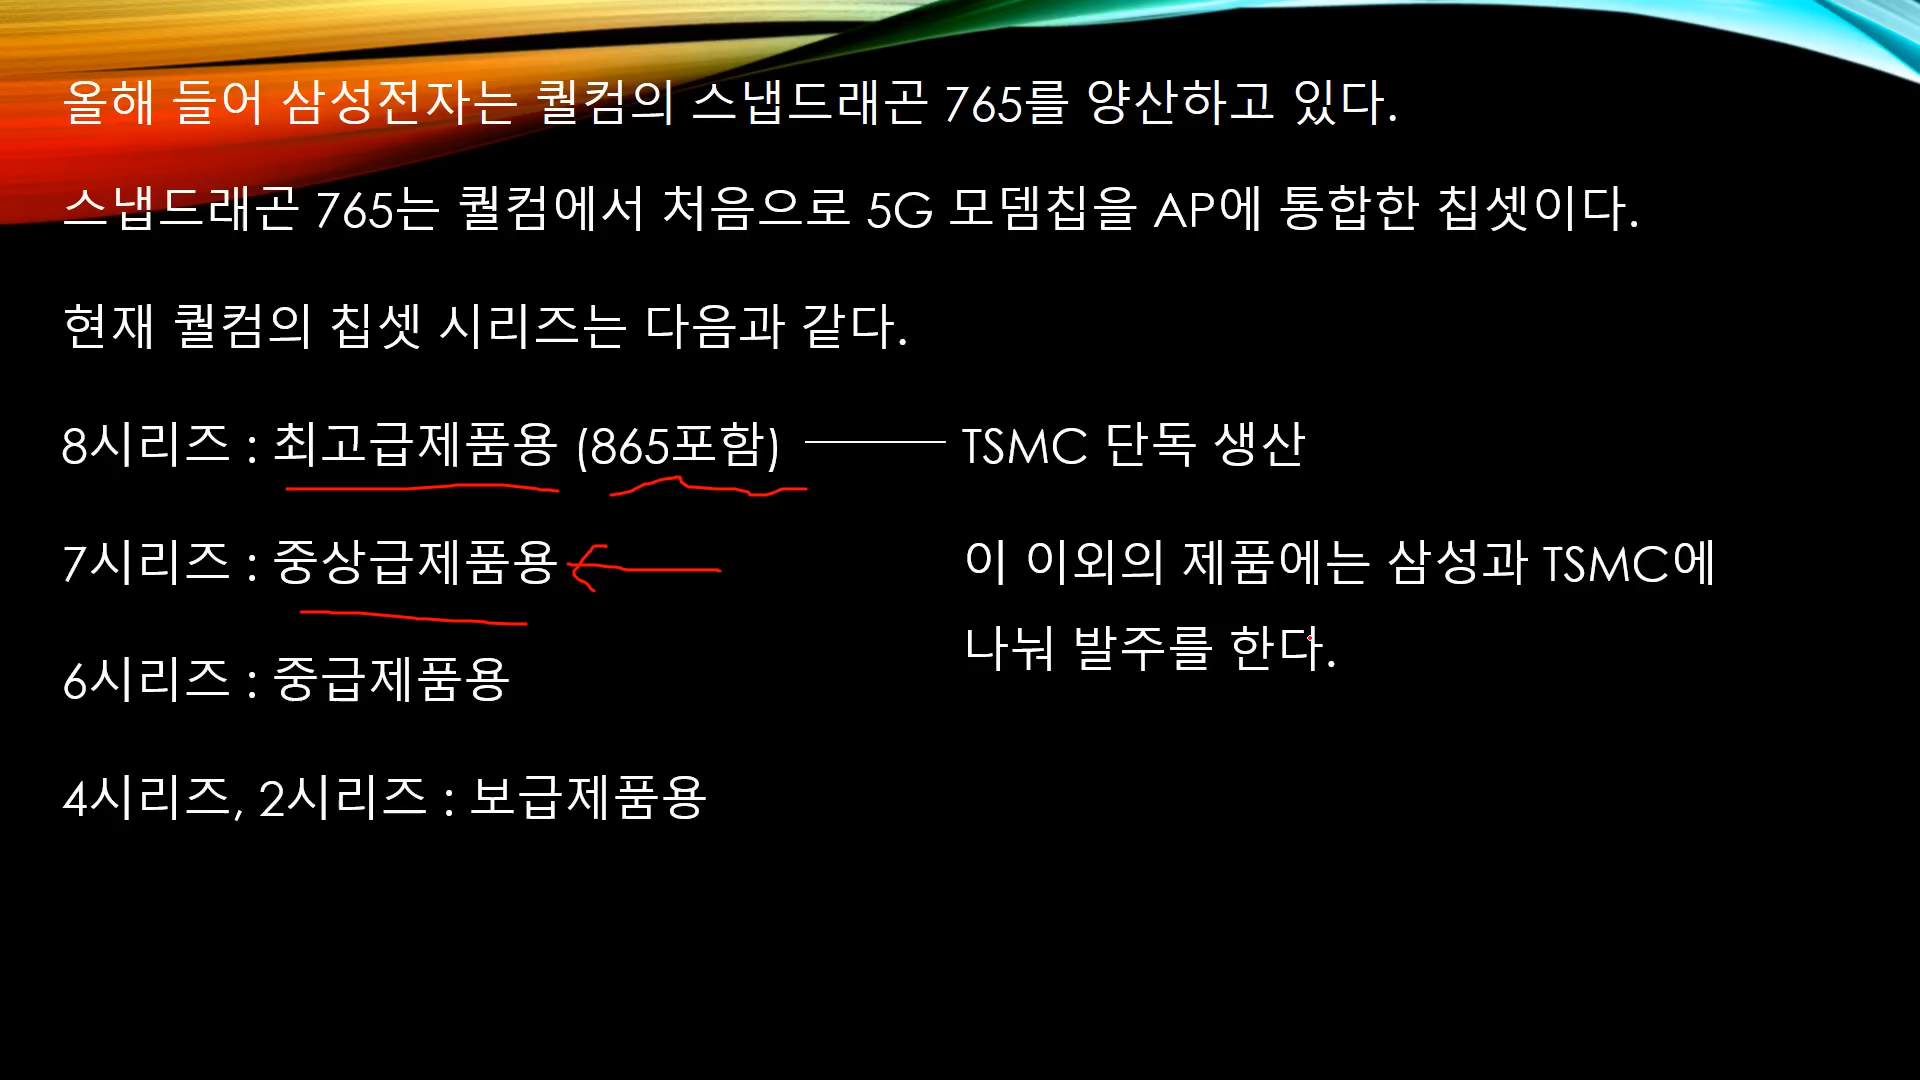 올해 들어 삼성전자는 퀄컴의 스냅드래곤 765를 양산하고 있다.
스냅드래곤 765는 퀄컴에서 처음으로 5G 모뎀칩을 AP에 통합한 칩셋이다.
현재 퀄컴의 칩셋 시리즈는 다음과 같다.
8시리즈 : 최고급제품용 (865포함)
TSMC 단독 생산
7시리즈 : 중상급제품용
이 이외의 제품에는 삼성과 TSMC에
나눠 발주를 한다.
6시리즈 : 중급제품용
4시리즈, 2시리즈 : 보급제품용